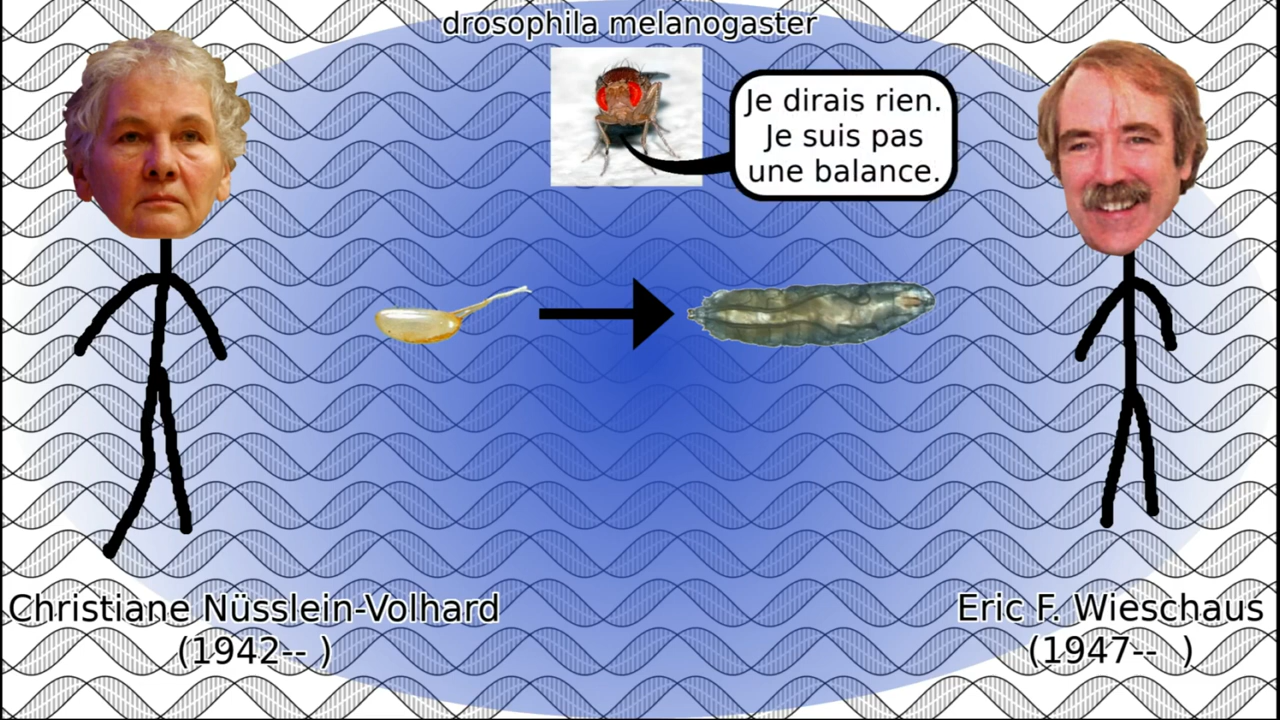 drosophila melanogaster
Je dirais rien.
Je suis pas
une balance.
Christiane Nüsslein-Volhard
(1942-- )
Eric F. Wieschaus
(1947--  )